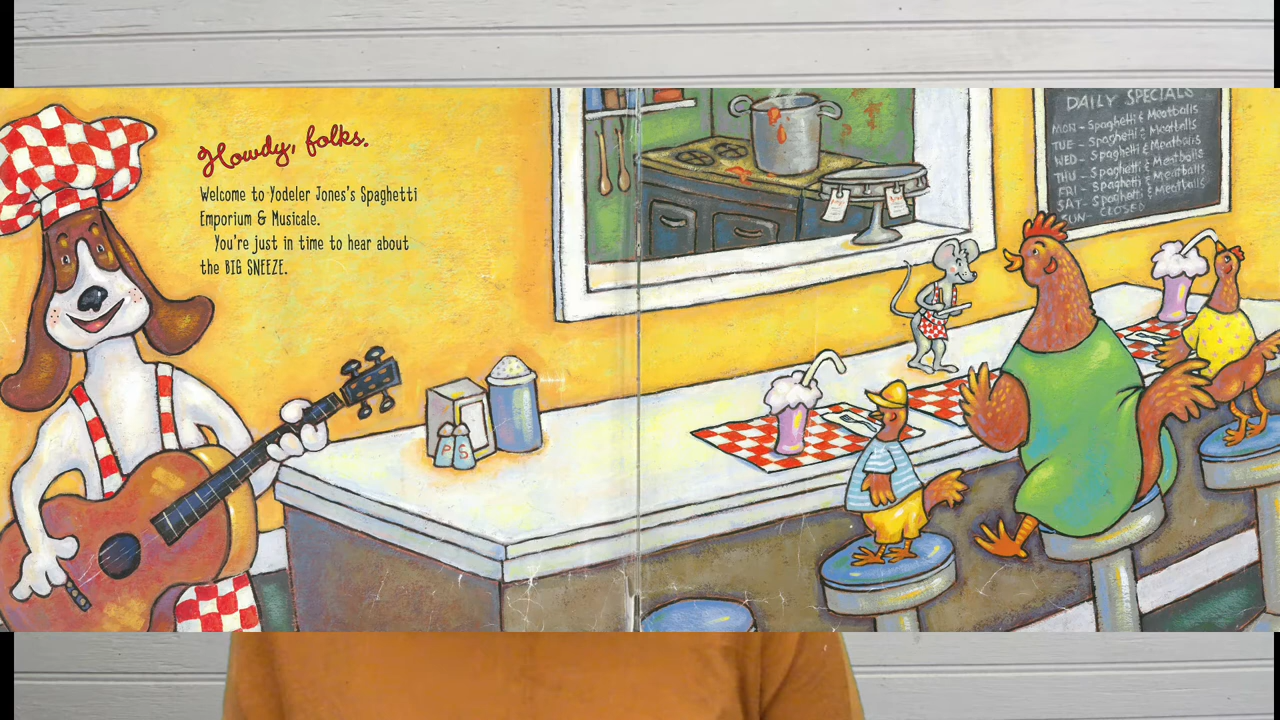 Howdy, folks.
Welcome to Yodeler Jones's Spaghetti
Emporium & Musicale.
You're just in time to hear about
the BIG SNEEZE.
P S
DAILY SPECIALS
MON - Spaghetti & Meatballs
TUE - Spaghetti & Meatballs
WED - Spaghetti & Meatballs
THU - Spaghetti & Meatballs
FRI - Spaghetti & Meatballs
SAT - Spaghetti & Meatballs
SUN - CLOSED